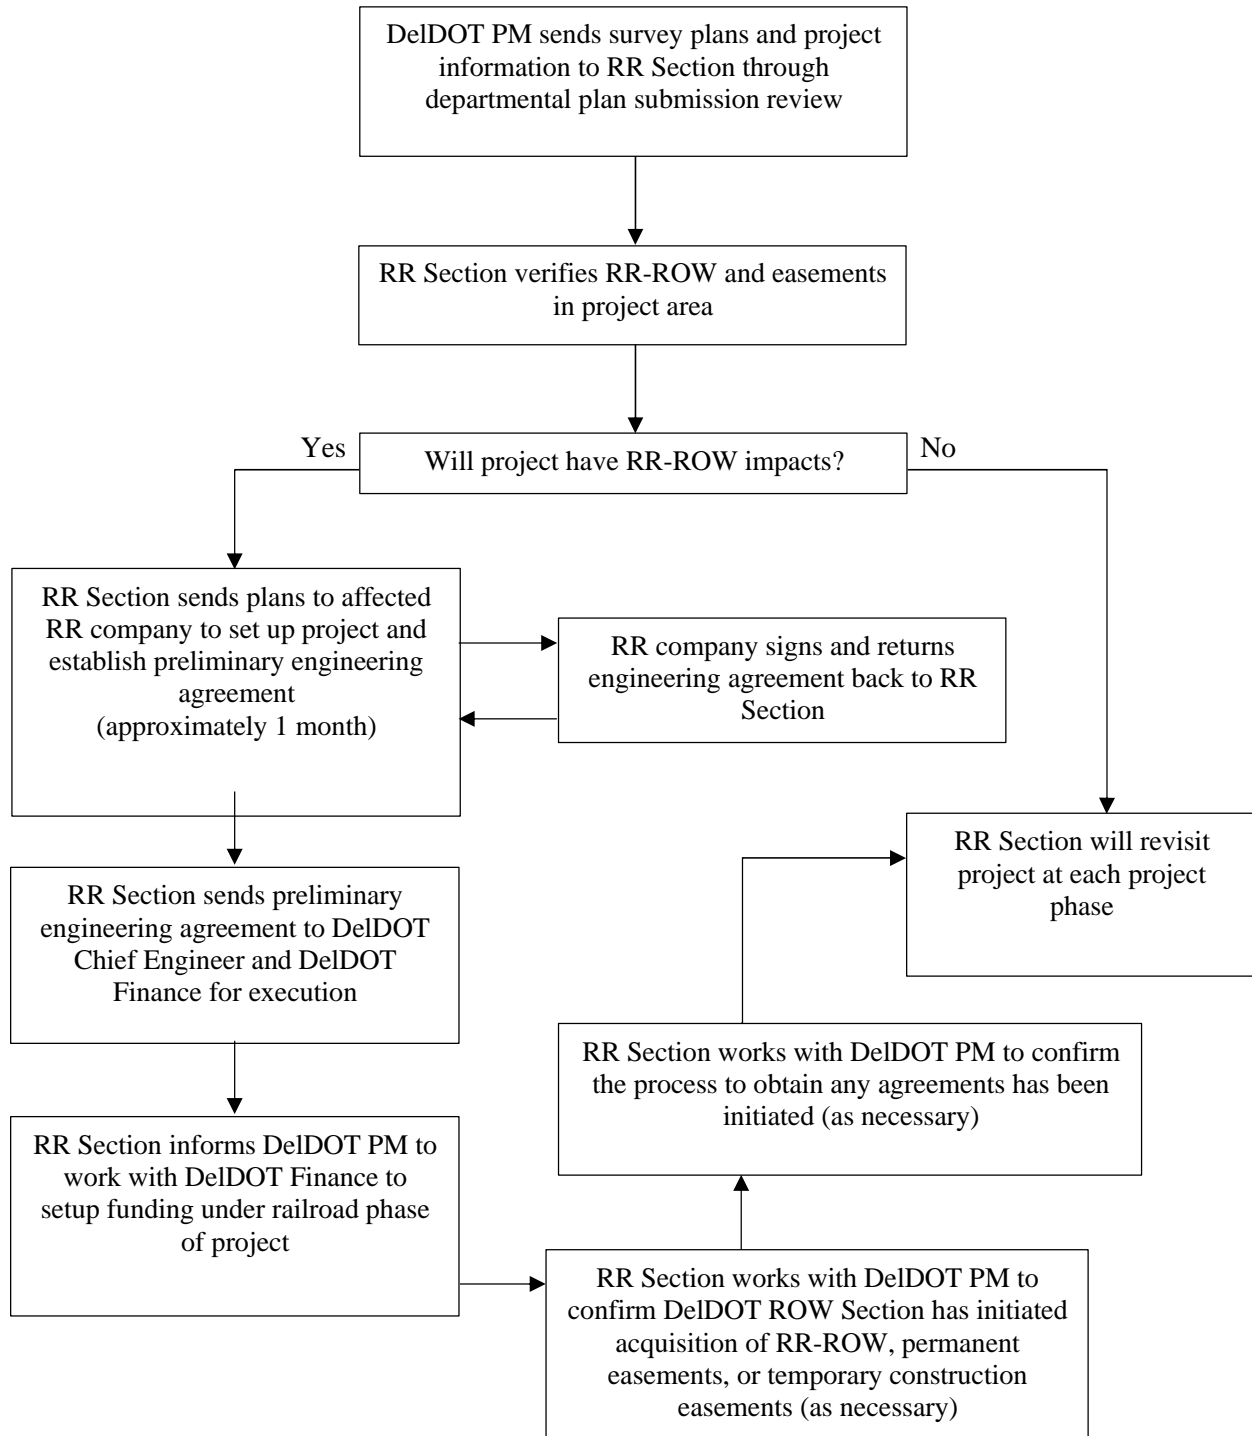 DelDOT PM sends survey plans and project
information to RR Section through
departmental plan submission review
RR Section verifies RR-ROW and easements
in project area
Yes
Will project have RR-ROW impacts?
No
RR Section sends plans to affected
RR company to set up project and
establish preliminary engineering
agreement
(approximately 1 month)
RR company signs and returns
engineering agreement back to RR
Section
RR Section will revisit
project at each project
phase
RR Section sends preliminary
engineering agreement to DelDOT
Chief Engineer and DelDOT
Finance for execution
RR Section works with DelDOT PM to confirm
the process to obtain any agreements has been
initiated (as necessary)
RR Section informs DelDOT PM to
work with DelDOT Finance to
setup funding under railroad phase
of project
RR Section works with DelDOT PM to
confirm DelDOT ROW Section has initiated
acquisition of RR-ROW, permanent
easements, or temporary construction
easements (as necessary)